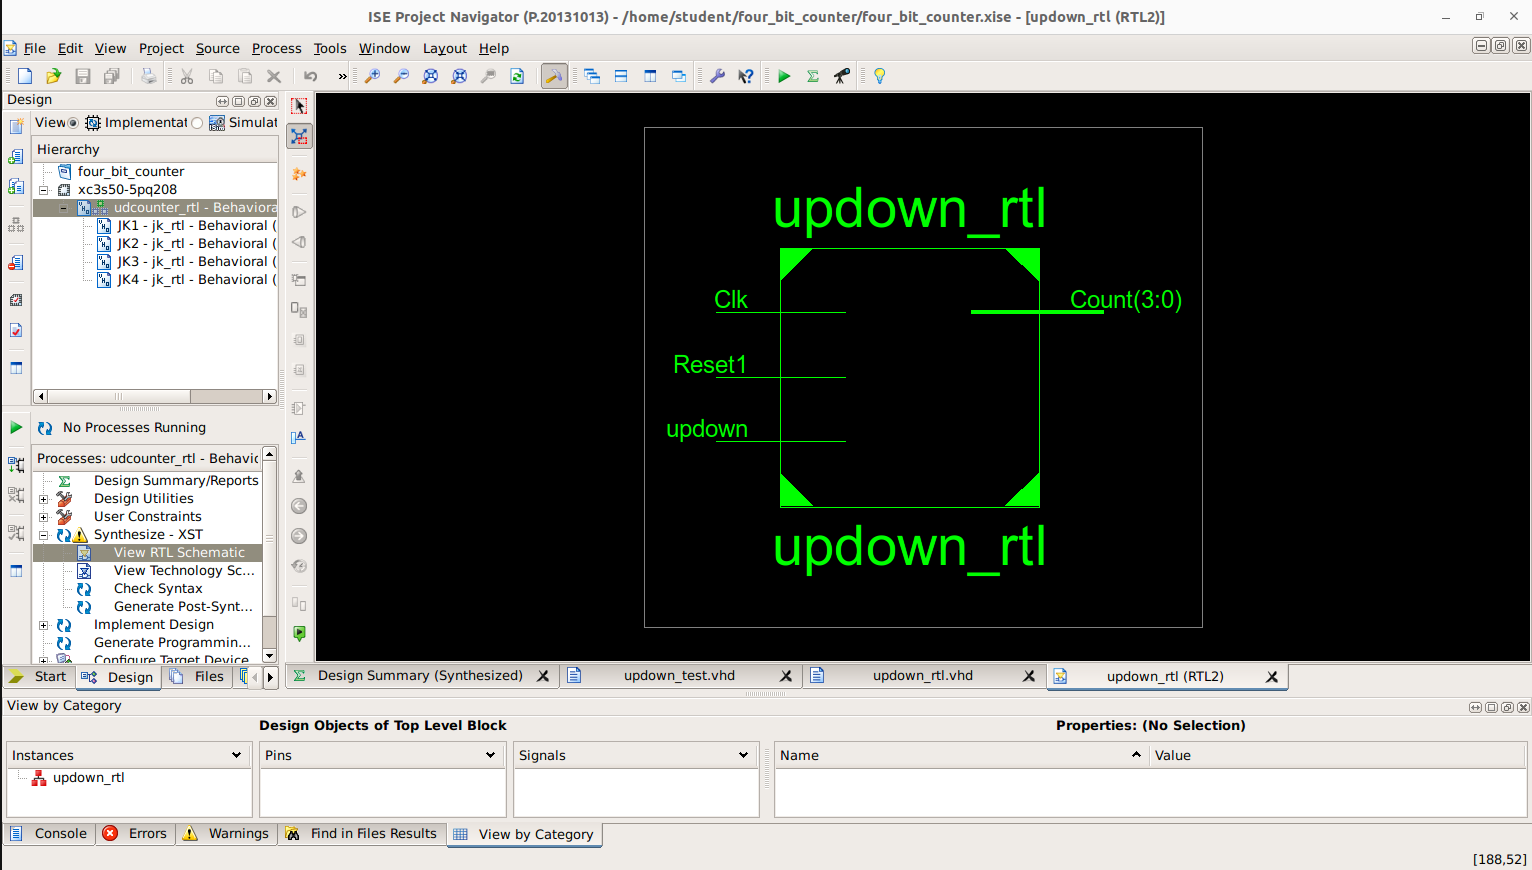 ISE Project Navigator (P.20131013) - /home/student/four_bit_counter/four_bit_counter.xise - [updown_rtl (RTL2)]
File Edit View Project Source Process Tools Window Layout Help
»
Design
View Implementat Simulat
Hierarchy
four_bit_counter
xc3s50-5pq208
udcounter_rtl - Behaviora
JK1 - jk_rtl - Behavioral (
JK2 - jk_rtl - Behavioral (
JK3 - jk_rtl - Behavioral (
JK4 - jk_rtl - Behavioral (
No Processes Running
Processes: udcounter_rtl - Behavio
Design Summary/Reports
Design Utilities
User Constraints
Synthesize - XST
View RTL Schematic
View Technology Sc...
Check Syntax
Generate Post-Synt...
Implement Design
Generate Programmin...
Configure Target Device
Start Design Files
updown_rtl
Clk
Count(3:0)
Reset1
updown
updown_rtl
Design Summary (Synthesized) updown_test.vhd updown_rtl.vhd updown_rtl (RTL2)
View by Category
Design Objects of Top Level Block
Properties: (No Selection)
Instances Pins Signals Name Value
updown_rtl
Console Errors Warnings Find in Files Results View by Category
[188,52]